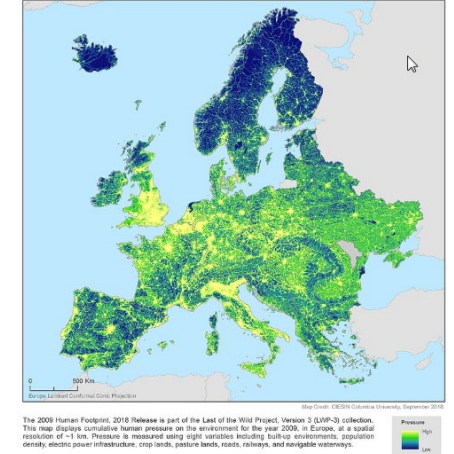 0 500 Km
Europe Lambert Conformal Conic Projection
Map Credit: CIESIN Columbia University, September 2018
The 2009 Human Footprint, 2018 Release is part of the Last of the Wild Project, Version 3 (LWP-3) collection.
This map displays cumulative human pressure on the environment for the year 2009, in Europe, at a spatial
resolution of ~1 km. Pressure is measured using eight variables including built-up environments, population
density, electric power infrastructure, crop lands, pasture lands, roads, railways, and navigable waterways.
Pressure
High
Low